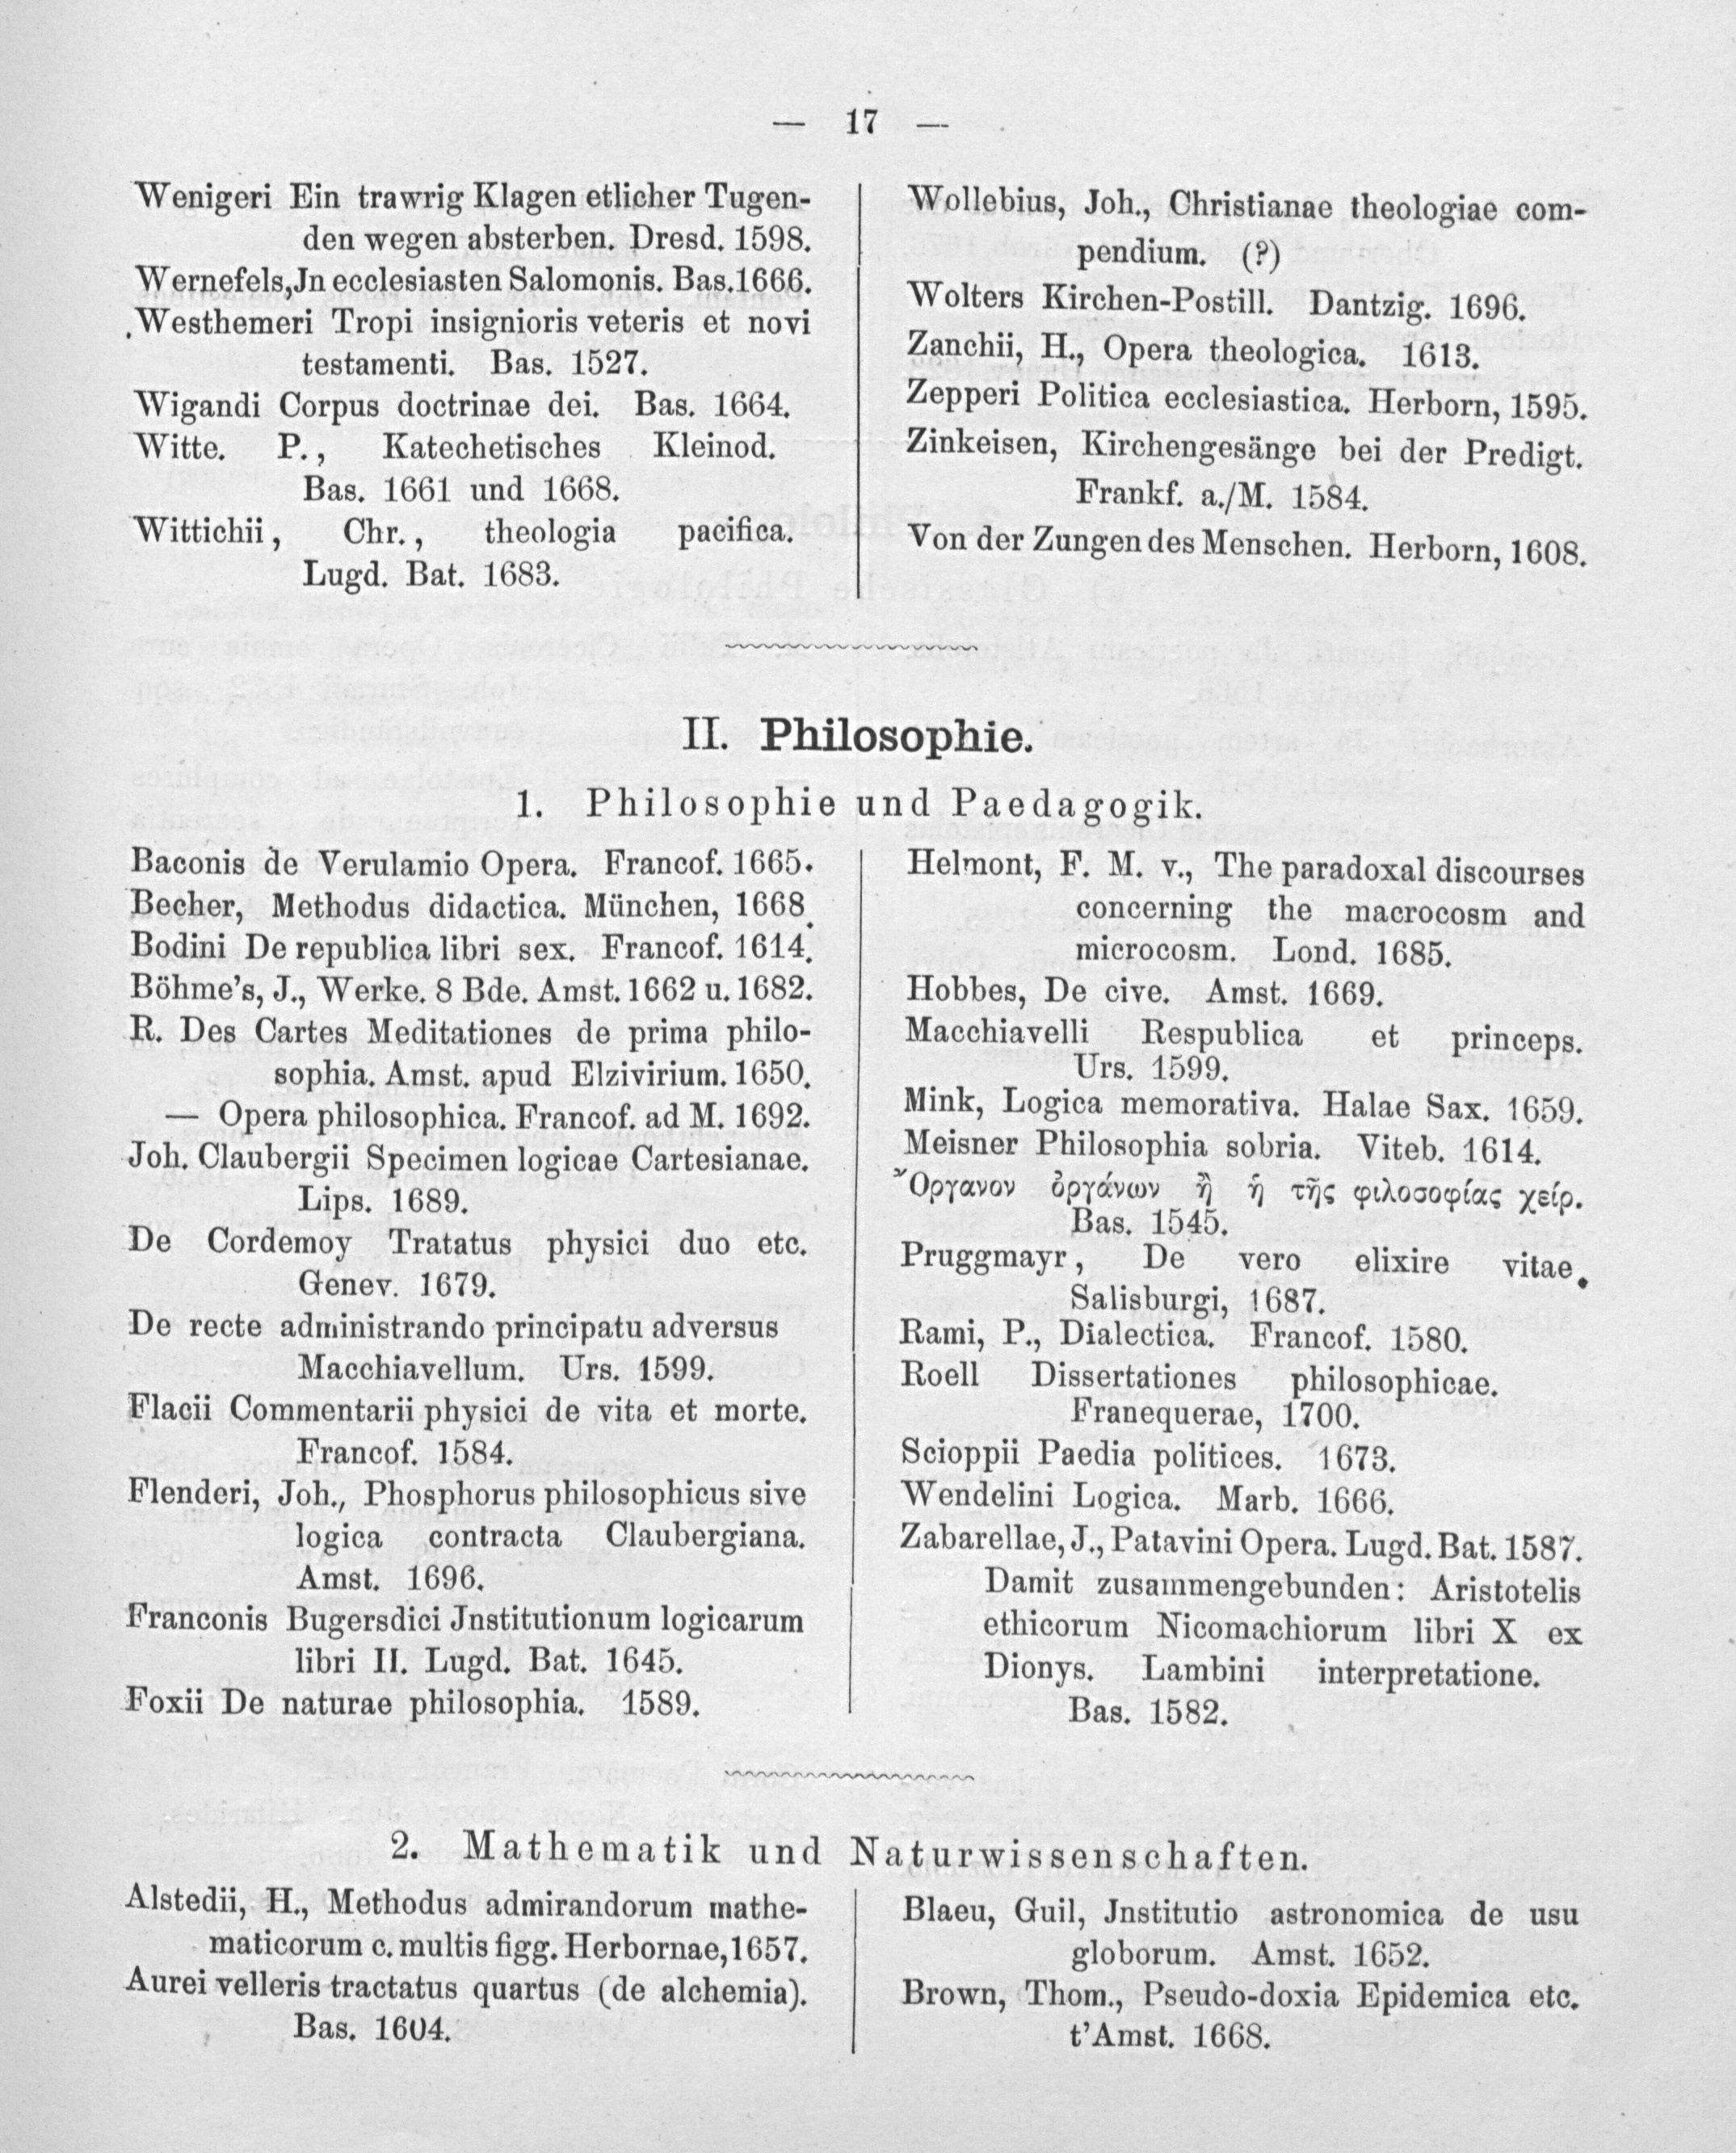 — 17 —
Wenigeri Ein trawrig Klagen etlicher Tugen-
den wegen absterben. Dresd. 1598.
Wernefels, Jn ecclesiasten Salomonis. Bas. 1666.
Westhemeri Tropi insignioris veteris et novi
testamenti. Bas. 1527.
Wigandi Corpus doctrinae dei. Bas. 1664.
Witte. P., Katechetisches Kleinod.
Bas. 1661 und 1668.
Wittichii, Chr., theologia pacifica.
Lugd. Bat. 1683.
Wollebius, Joh., Christianae theologiae com-
pendium. (?)
Wolters Kirchen-Postill. Dantzig. 1696.
Zanchii, H., Opera theologica. 1613.
Zepperi Politica ecclesiastica. Herborn, 1595.
Zinkeisen, Kirchengesänge bei der Predigt.
Frankf. a./M. 1584.
Von der Zungen des Menschen. Herborn, 1608.
II. Philosophie.
1. Philosophie und Paedagogik.
Baconis de Verulamio Opera. Francof. 1665.
Becher, Methodus didactica. München, 1668.
Bodini De republica libri sex. Francof. 1614.
Böhme's, J., Werke. 8 Bde. Amst. 1662 u. 1682.
R. Des Cartes Meditationes de prima philo-
sophia. Amst. apud Elzivirium. 1650.
— Opera philosophica. Francof. ad M. 1692.
Joh. Claubergii Specimen logicae Cartesianae.
Lips. 1689.
De Cordemoy Tratatus physici duo etc.
Genev. 1679.
De recte administrando principatu adversus
Macchiavellum. Urs. 1599.
Flacii Commentarii physici de vita et morte.
Francof. 1584.
Flenderi, Joh., Phosphorus philosophicus sive
logica contracta Claubergiana.
Amst. 1696.
Franconis Bugersdici Jnstitutionum logicarum
libri II. Lugd. Bat. 1645.
Foxii De naturae philosophia. 1589.
Helmont, F. M. v., The paradoxal discourses
concerning the macrocosm and
microcosm. Lond. 1685.
Hobbes, De cive. Amst. 1669.
Macchiavelli Respublica et princeps.
Urs. 1599.
Mink, Logica memorativa. Halae Sax. 1659.
Meisner Philosophia sobria. Viteb. 1614.
Ὄργανον ὀργάνων ἢ ἡ τῆς φιλοσοφίας χείρ.
Bas. 1545.
Pruggmayr, De vero elixire vitae.
Salisburgi, 1687.
Rami, P., Dialectica. Francof. 1580.
Roell Dissertationes philosophicae.
Franequerae, 1700.
Scioppii Paedia politices. 1673.
Wendelini Logica. Marb. 1666.
Zabarellae, J., Patavini Opera. Lugd. Bat. 1587.
Damit zusammengebunden: Aristotelis
ethicorum Nicomachiorum libri X ex
Dionys. Lambini interpretatione.
Bas. 1582.
2. Mathematik und Naturwissenschaften.
Alstedii, H., Methodus admirandorum mathe-
maticorum c. multis figg. Herbornae, 1657.
Aurei velleris tractatus quartus (de alchemia).
Bas. 1604.
Blaeu, Guil, Jnstitutio astronomica de usu
globorum. Amst. 1652.
Brown, Thom., Pseudo-doxia Epidemica etc.
t'Amst. 1668.